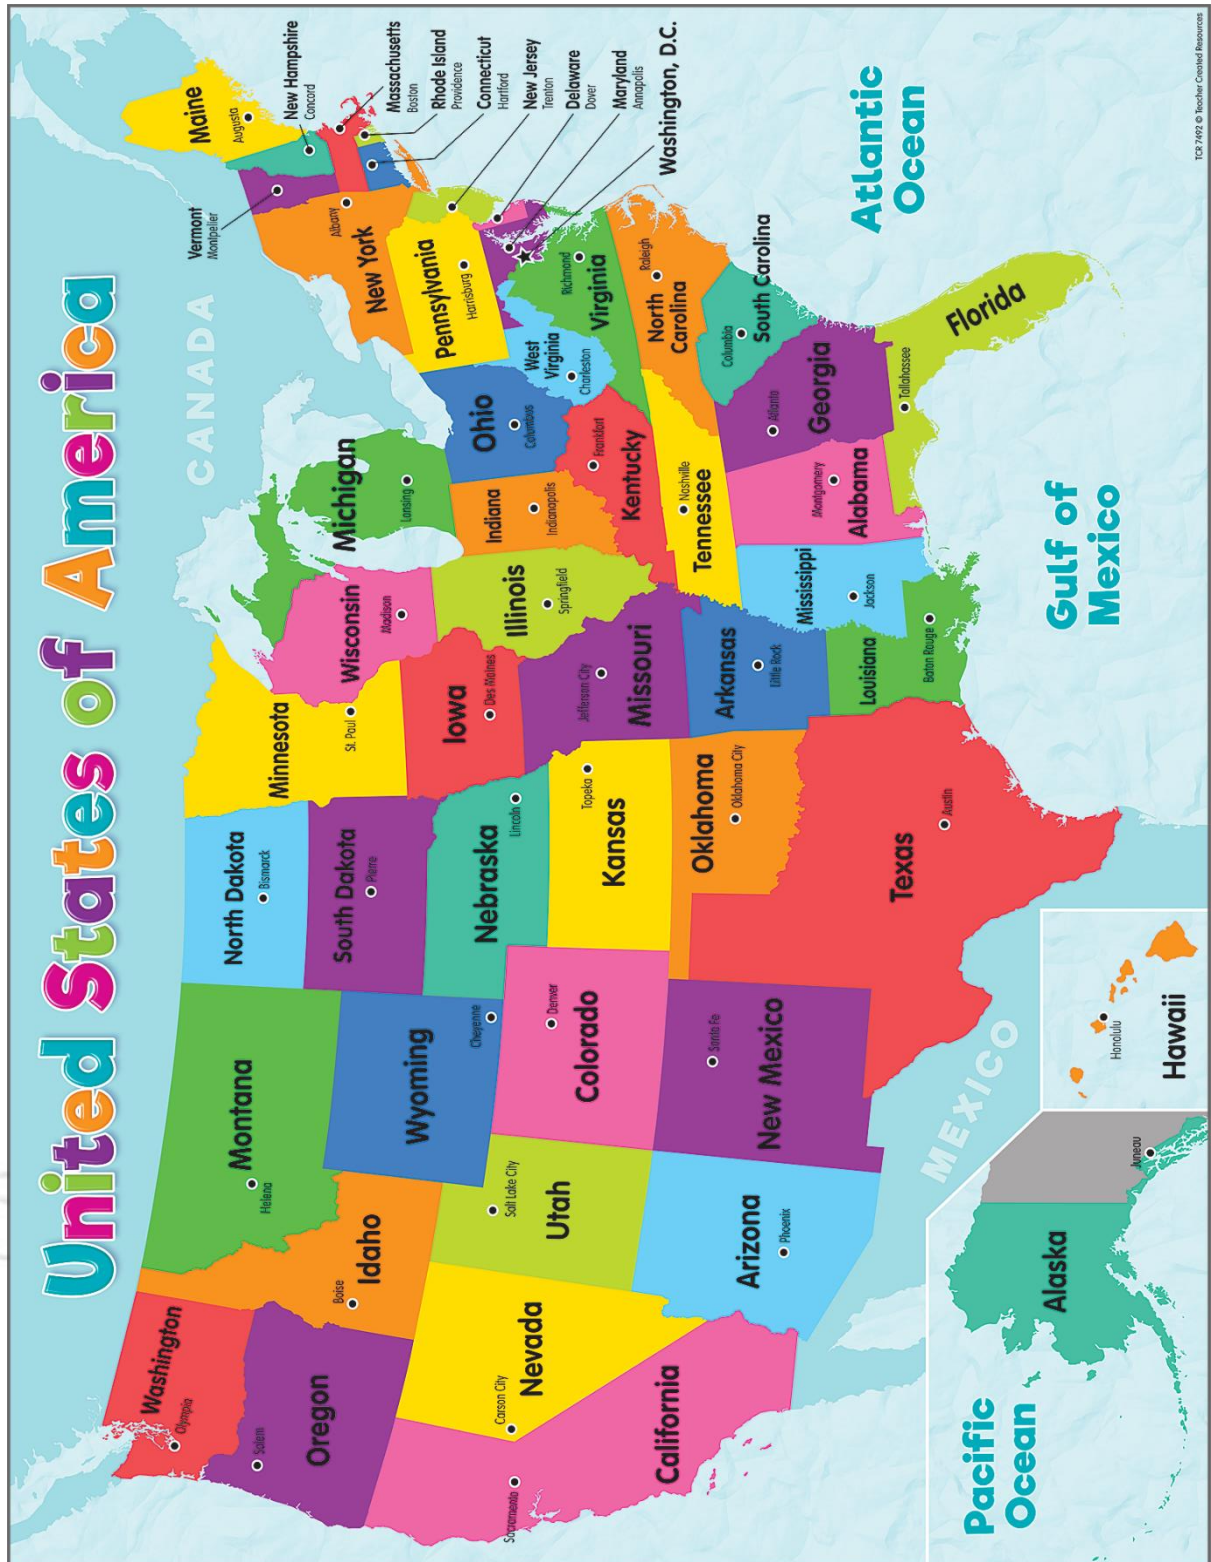 United States of America
CANADA
Washington
Olympia
Oregon
Salem
California
Sacramento
Nevada
Carson City
Idaho
Boise
Montana
Helena
Wyoming
Cheyenne
Utah
Salt Lake City
Colorado
Denver
Arizona
Phoenix
New Mexico
Santa Fe
North Dakota
Bismarck
South Dakota
Pierre
Nebraska
Lincoln
Kansas
Topeka
Oklahoma
Oklahoma City
Texas
Austin
Minnesota
St. Paul
Iowa
Des Moines
Missouri
Jefferson City
Arkansas
Little Rock
Louisiana
Baton Rouge
Wisconsin
Madison
Illinois
Springfield
Michigan
Lansing
Indiana
Indianapolis
Ohio
Columbus
Kentucky
Frankfort
Tennessee
Nashville
Mississippi
Jackson
Alabama
Montgomery
Georgia
Atlanta
Florida
Tallahassee
South Carolina
Columbia
North
Carolina
Raleigh
Virginia
Richmond
West
Virginia
Charleston
Pennsylvania
Harrisburg
New York
Albany
Vermont
Montpelier
Maine
Augusta
New Hampshire
Concord
Massachusetts
Boston
Rhode Island
Providence
Connecticut
Hartford
New Jersey
Trenton
Delaware
Dover
Maryland
Annapolis
Washington, D.C.
Atlantic
Ocean
Gulf of
Mexico
MEXICO
Pacific
Ocean
Alaska
Juneau
Honolulu
Hawaii
TCR 7492 © Teacher Created Resources